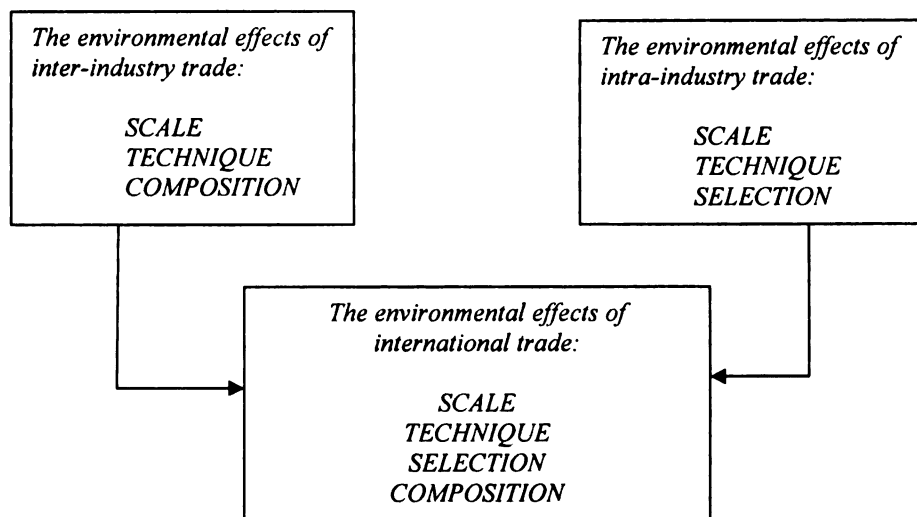 The environmental effects of
inter-industry trade:
SCALE
TECHNIQUE
COMPOSITION
The environmental effects of
intra-industry trade:
SCALE
TECHNIQUE
SELECTION
The environmental effects of
international trade:
SCALE
TECHNIQUE
SELECTION
COMPOSITION